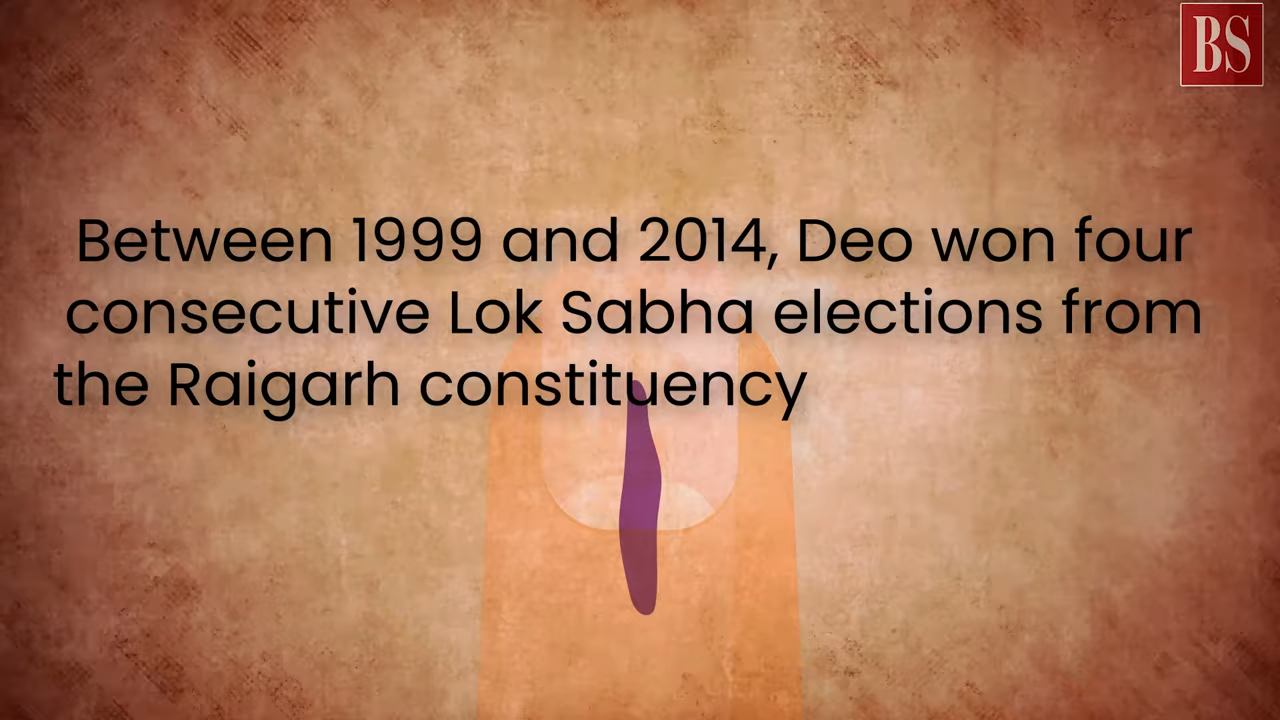 BS
Between 1999 and 2014, Deo won four
consecutive Lok Sabha elections from
the Raigarh constituency